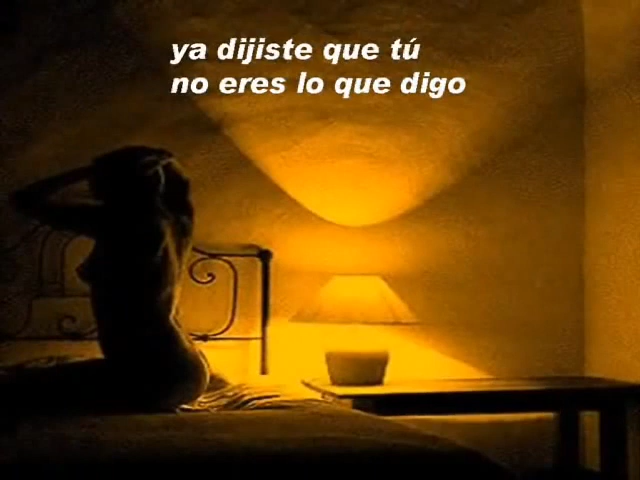 ya dijiste que tú
no eres lo que digo